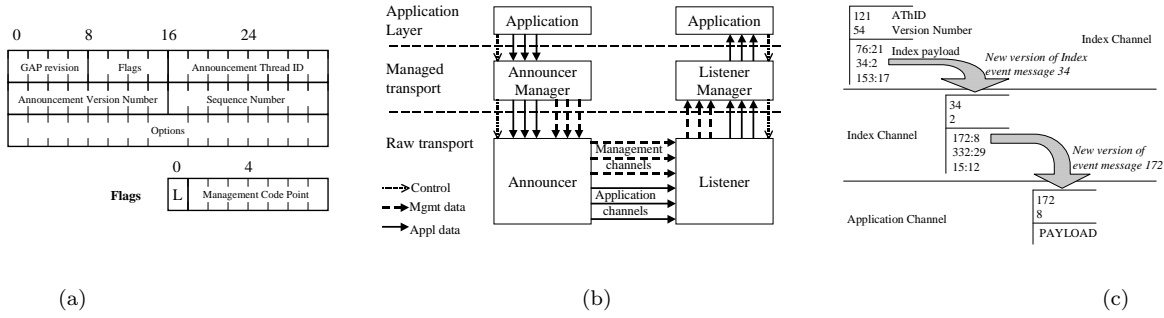 0 8 16 24
GAP revision Flags Announcement Thread ID
Announcement Version Number Sequence Number
Options
0 4
Flags L Management Code Point
(a)
Application Layer
Application Application
Managed transport
Announcer Manager
Listener Manager
Raw transport
Announcer
Management channels
Application channels
Listener
Control
Mgmt data
Appl data
(b)
121 AThID
54 Version Number
76:21 Index payload
34:2
153:17
Index Channel
New version of Index
event message 34
34
2
Index Channel
172:8
332:29
15:12
New version of
event message 172
172
8
Application Channel
PAYLOAD
(c)